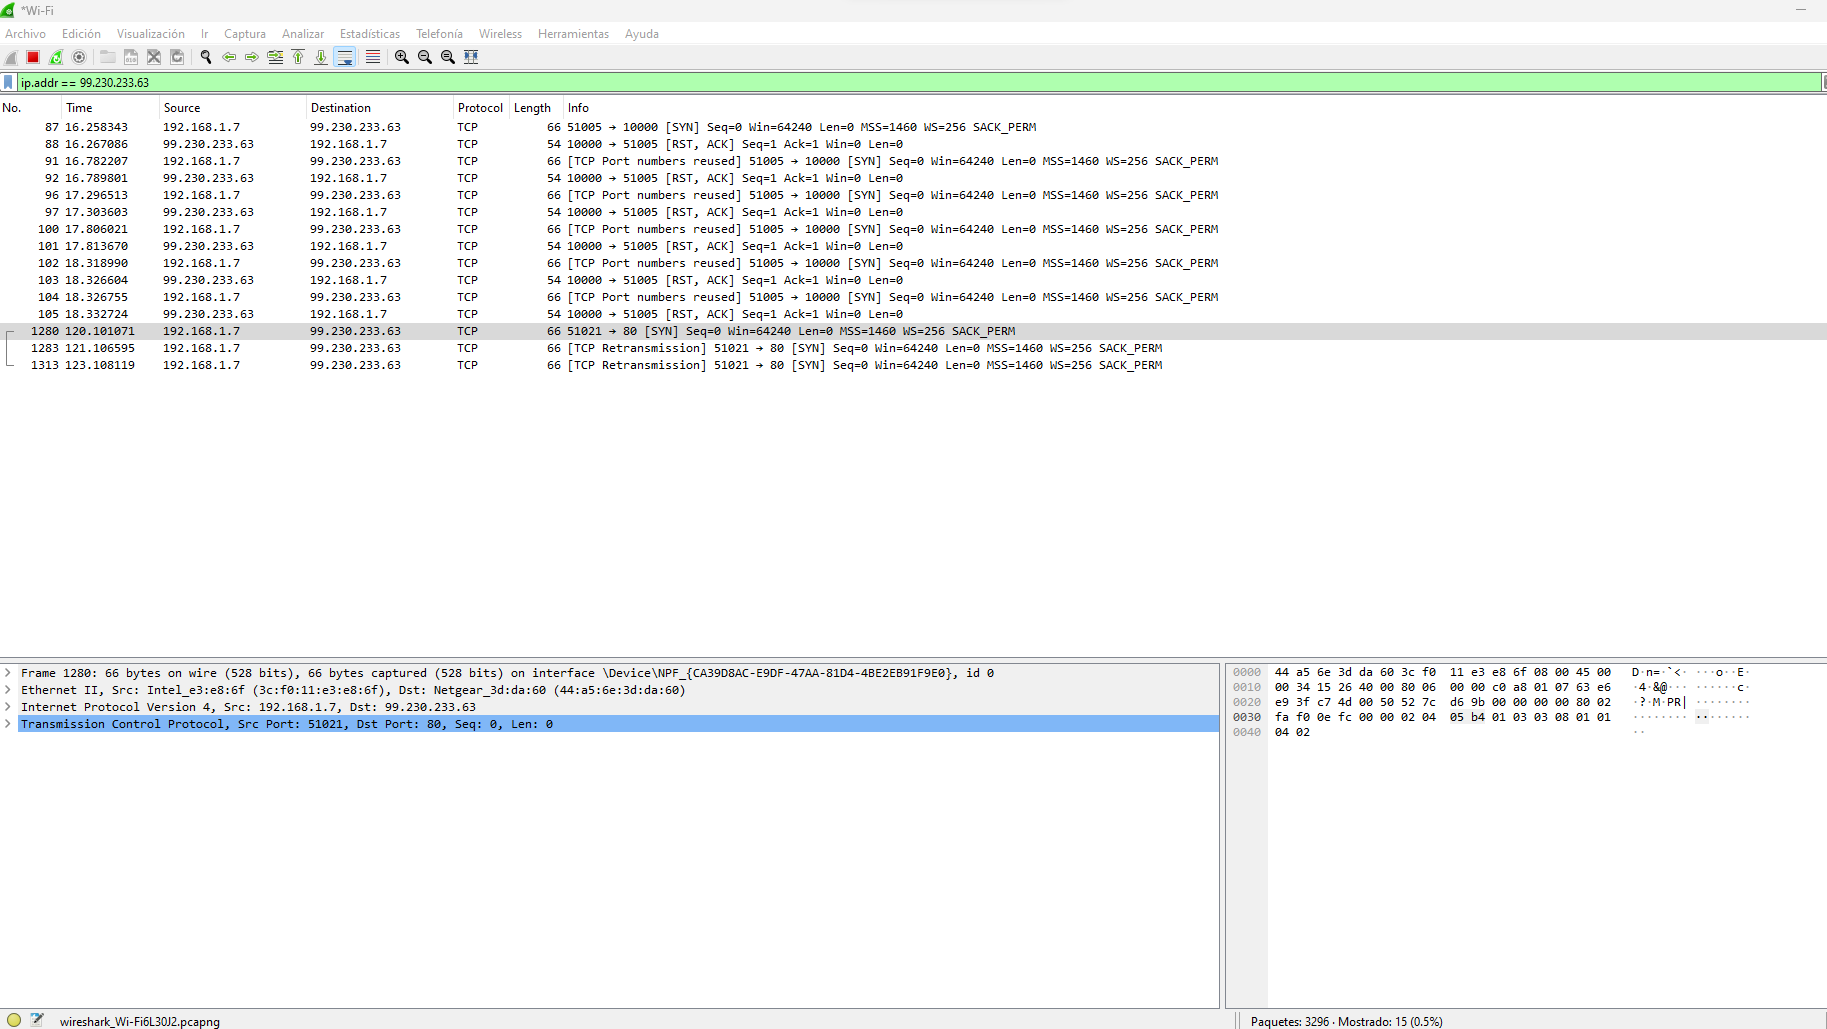 *Wi-Fi
Archivo Edición Visualización Ir Captura Analizar Estadísticas Telefonía Wireless Herramientas Ayuda
ip.addr == 99.230.233.63
No. Time Source Destination Protocol Length Info
87 16.258343 192.168.1.7 99.230.233.63 TCP 66 51005 → 10000 [SYN] Seq=0 Win=64240 Len=0 MSS=1460 WS=256 SACK_PERM
88 16.267086 99.230.233.63 192.168.1.7 TCP 54 10000 → 51005 [RST, ACK] Seq=1 Ack=1 Win=0 Len=0
91 16.782207 192.168.1.7 99.230.233.63 TCP 66 [TCP Port numbers reused] 51005 → 10000 [SYN] Seq=0 Win=64240 Len=0 MSS=1460 WS=256 SACK_PERM
92 16.789801 99.230.233.63 192.168.1.7 TCP 54 10000 → 51005 [RST, ACK] Seq=1 Ack=1 Win=0 Len=0
96 17.296513 192.168.1.7 99.230.233.63 TCP 66 [TCP Port numbers reused] 51005 → 10000 [SYN] Seq=0 Win=64240 Len=0 MSS=1460 WS=256 SACK_PERM
97 17.303603 99.230.233.63 192.168.1.7 TCP 54 10000 → 51005 [RST, ACK] Seq=1 Ack=1 Win=0 Len=0
100 17.806021 192.168.1.7 99.230.233.63 TCP 66 [TCP Port numbers reused] 51005 → 10000 [SYN] Seq=0 Win=64240 Len=0 MSS=1460 WS=256 SACK_PERM
101 17.813670 99.230.233.63 192.168.1.7 TCP 54 10000 → 51005 [RST, ACK] Seq=1 Ack=1 Win=0 Len=0
102 18.318990 192.168.1.7 99.230.233.63 TCP 66 [TCP Port numbers reused] 51005 → 10000 [SYN] Seq=0 Win=64240 Len=0 MSS=1460 WS=256 SACK_PERM
103 18.326604 99.230.233.63 192.168.1.7 TCP 54 10000 → 51005 [RST, ACK] Seq=1 Ack=1 Win=0 Len=0
104 18.326755 192.168.1.7 99.230.233.63 TCP 66 [TCP Port numbers reused] 51005 → 10000 [SYN] Seq=0 Win=64240 Len=0 MSS=1460 WS=256 SACK_PERM
105 18.332724 99.230.233.63 192.168.1.7 TCP 54 10000 → 51005 [RST, ACK] Seq=1 Ack=1 Win=0 Len=0
1280 120.101071 192.168.1.7 99.230.233.63 TCP 66 51021 → 80 [SYN] Seq=0 Win=64240 Len=0 MSS=1460 WS=256 SACK_PERM
1283 121.106595 192.168.1.7 99.230.233.63 TCP 66 [TCP Retransmission] 51021 → 80 [SYN] Seq=0 Win=64240 Len=0 MSS=1460 WS=256 SACK_PERM
1313 123.108119 192.168.1.7 99.230.233.63 TCP 66 [TCP Retransmission] 51021 → 80 [SYN] Seq=0 Win=64240 Len=0 MSS=1460 WS=256 SACK_PERM
Frame 1280: 66 bytes on wire (528 bits), 66 bytes captured (528 bits) on interface \Device\NPF_{CA39D8AC-E9DF-47AA-81D4-4BE2EB91F9E0}, id 0
Ethernet II, Src: Intel_e3:e8:6f (3c:f0:11:e3:e8:6f), Dst: Netgear_3d:da:60 (44:a5:6e:3d:da:60)
Internet Protocol Version 4, Src: 192.168.1.7, Dst: 99.230.233.63
Transmission Control Protocol, Src Port: 51021, Dst Port: 80, Seq: 0, Len: 0
0000 44 a5 6e 3d da 60 3c f0 11 e3 e8 6f 08 00 45 00 D·n=·`<· ···o··E·
0010 00 34 15 26 40 00 80 06 00 00 c0 a8 01 07 63 e6 ·4·&@··· ······c·
0020 e9 3f c7 4d 00 50 52 7c d6 9b 00 00 00 00 80 02 ·?·M·PR| ········
0030 fa f0 0e fc 00 00 02 04 05 b4 01 03 03 08 01 01 ········ ········
0040 04 02 ··
wireshark_Wi-Fi6L30J2.pcapng
Paquetes: 3296 · Mostrado: 15 (0.5%)